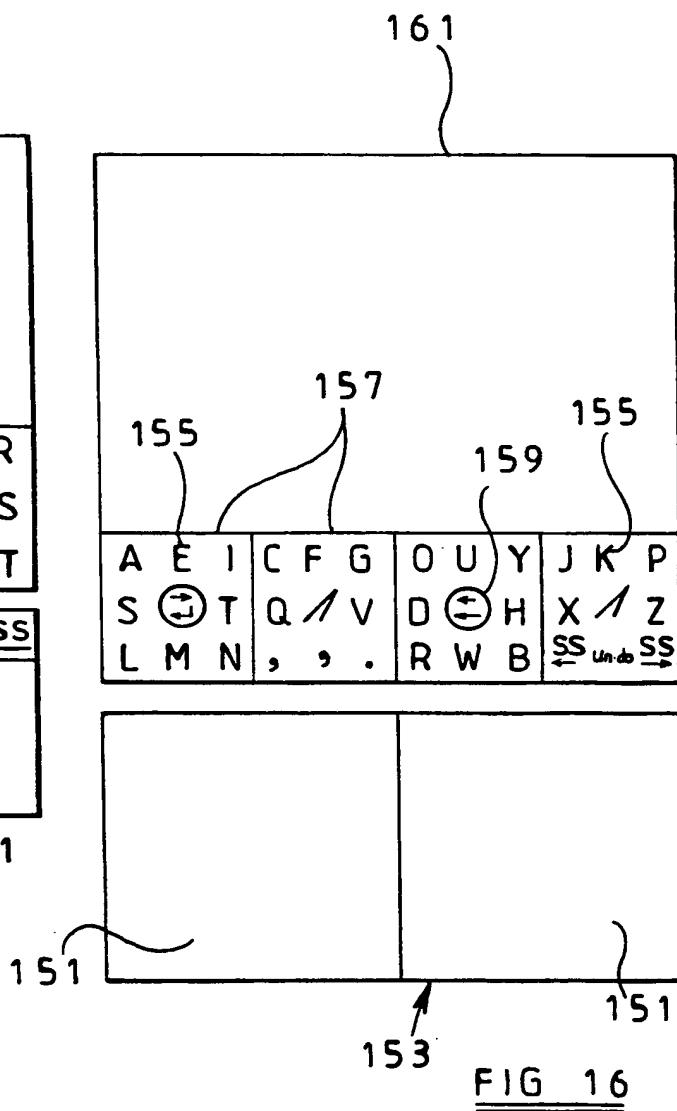 161
157
155
155
159
R
A E I C F G O U Y J K P
S
S T Q V D H X Z
T
L M N , , . R W B SS Un-do SS
SS
1
151
151
153
FIG 16